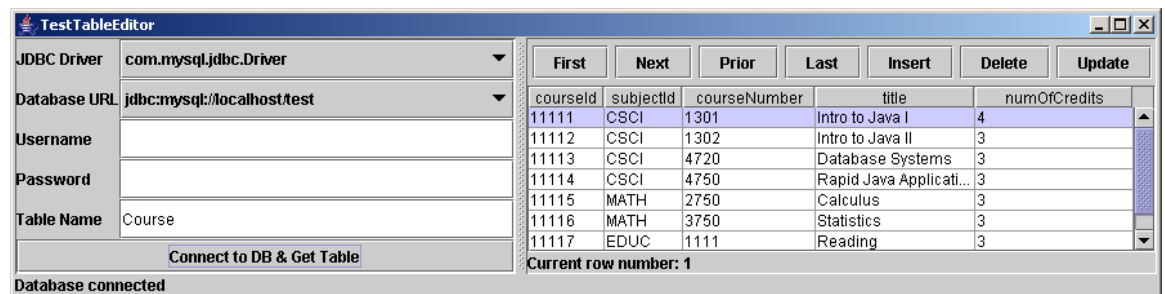 TestTableEditor
JDBC Driver com.mysql.jdbc.Driver
Database URL jdbc:mysql://localhost/test
Username
Password
Table Name Course
Connect to DB & Get Table
First Next Prior Last Insert Delete Update
courseId subjectId courseNumber title numOfCredits
11111 CSCI 1301 Intro to Java I 4
11112 CSCI 1302 Intro to Java II 3
11113 CSCI 4720 Database Systems 3
11114 CSCI 4750 Rapid Java Applicati... 3
11115 MATH 2750 Calculus 3
11116 MATH 3750 Statistics 3
11117 EDUC 1111 Reading 3
Current row number: 1
Database connected